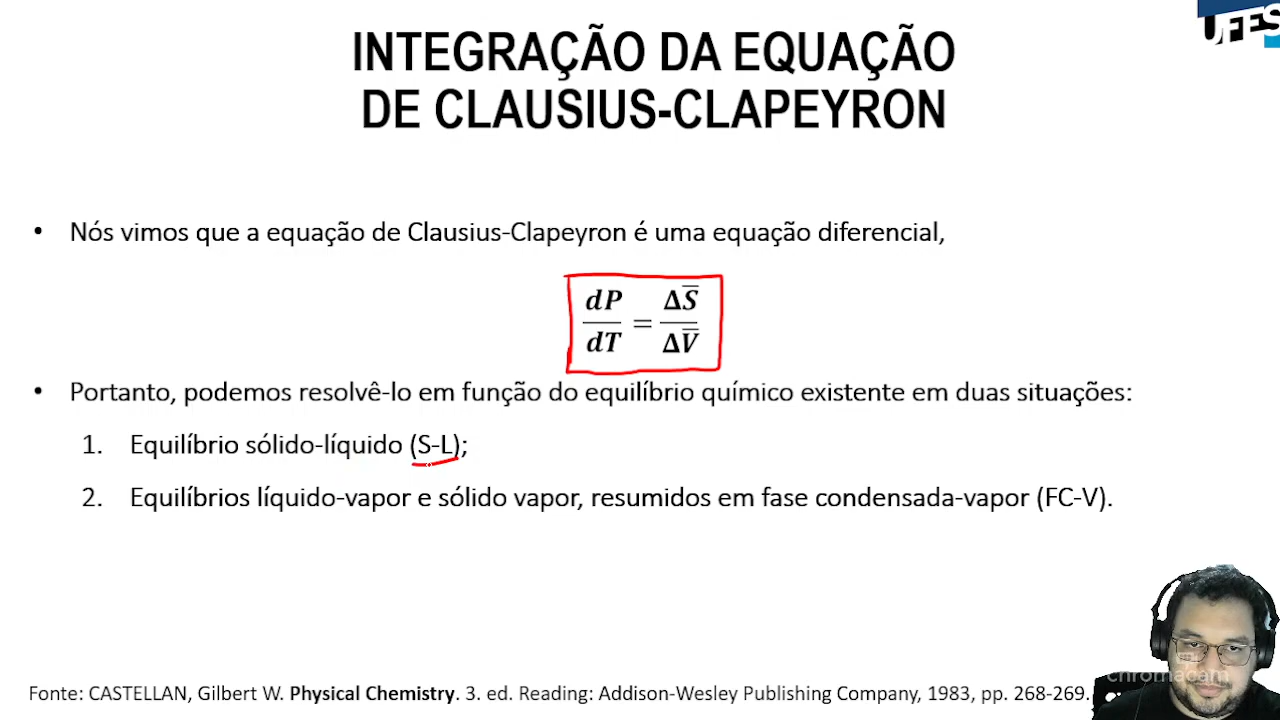 UFES
INTEGRAÇÃO DA EQUAÇÃO
DE CLAUSIUS-CLAPEYRON
• Nós vimos que a equação de Clausius-Clapeyron é uma equação diferencial,
dP/dT = ΔS̅/ΔV̅
• Portanto, podemos resolvê-lo em função do equilíbrio químico existente em duas situações:
1. Equilíbrio sólido-líquido (S-L);
2. Equilíbrios líquido-vapor e sólido vapor, resumidos em fase condensada-vapor (FC-V).
Fonte: CASTELLAN, Gilbert W. Physical Chemistry. 3. ed. Reading: Addison-Wesley Publishing Company, 1983, pp. 268-269.
chromacam